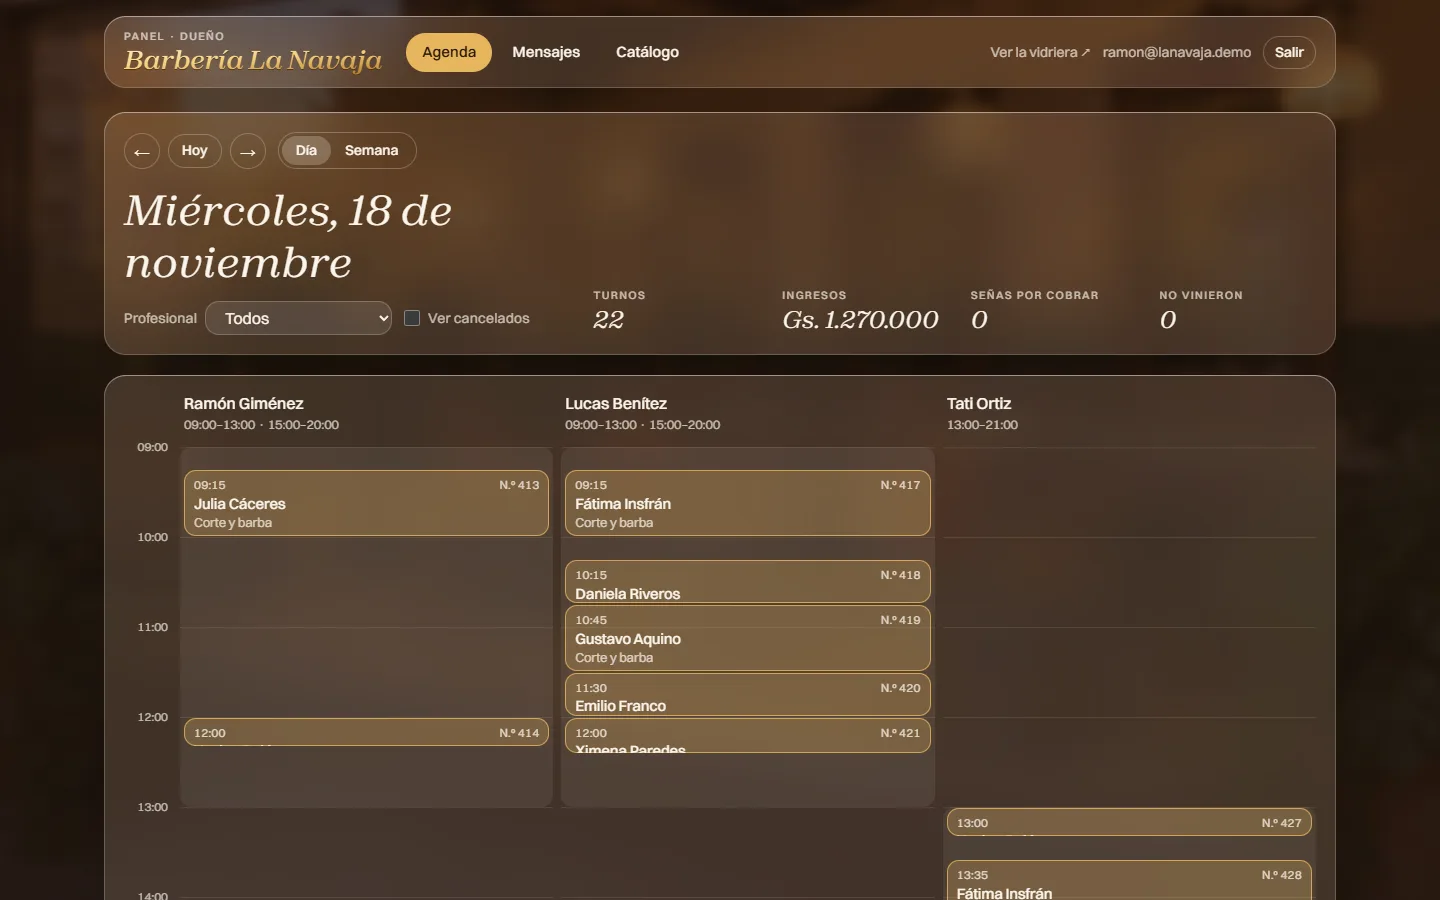 PANEL · DUEÑO
Barbería La Navaja
Agenda
Mensajes
Catálogo
Ver la vidriera ↗
ramon@lanavaja.demo
Salir
←
Hoy
→
Día
Semana
Miércoles, 18 de
noviembre
Profesional
Todos
Ver cancelados
TURNOS
22
INGRESOS
Gs. 1.270.000
SEÑAS POR COBRAR
0
NO VINIERON
0
Ramón Giménez
09:00–13:00 · 15:00–20:00
Lucas Benítez
09:00–13:00 · 15:00–20:00
Tati Ortiz
13:00–21:00
09:00
09:15 N.º 413
Julia Cáceres
Corte y barba
09:15 N.º 417
Fátima Insfrán
Corte y barba
10:00
10:15 N.º 418
Daniela Riveros
10:45 N.º 419
Gustavo Aquino
Corte y barba
11:00
11:30 N.º 420
Emilio Franco
12:00
12:00 N.º 414
12:00 N.º 421
Ximena Paredes
13:00
13:00 N.º 427
13:35 N.º 428
Fátima Insfrán
14:00